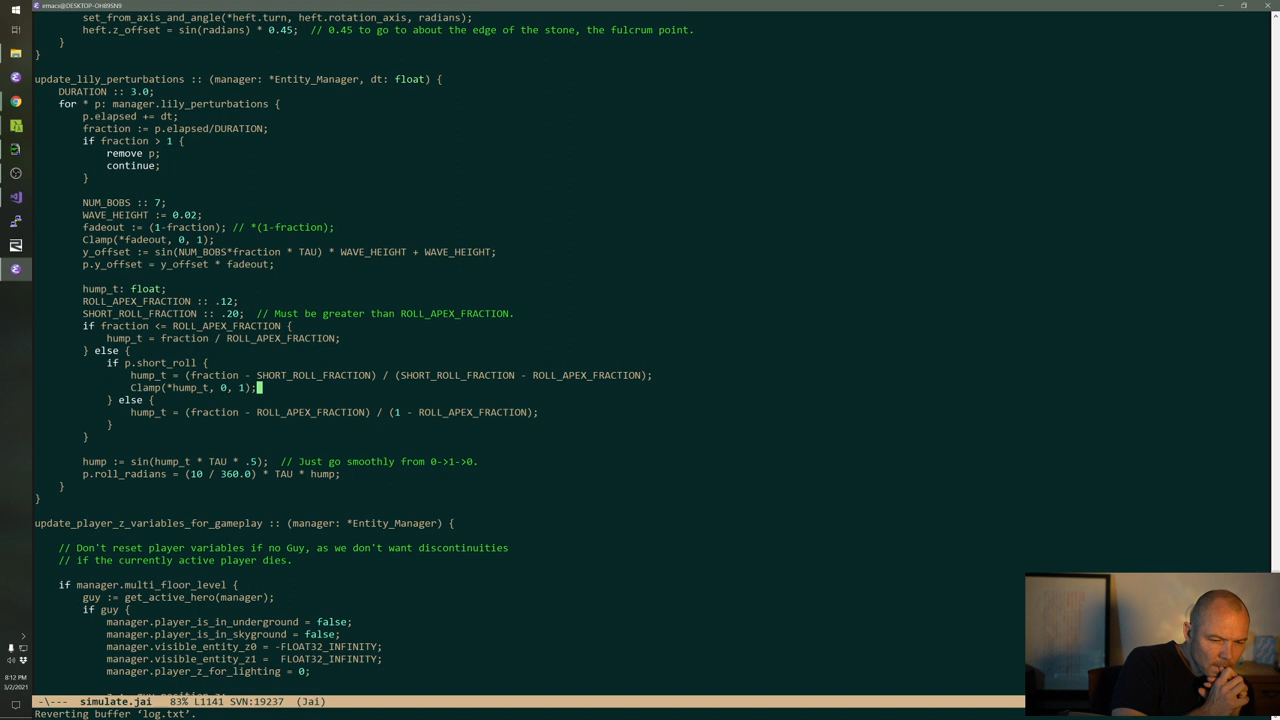 emacs@DESKTOP-OH89SN9
set_from_axis_and_angle(*heft.turn, heft.rotation_axis, radians);
heft.z_offset = sin(radians) * 0.45;  // 0.45 to go to about the edge of the stone, the fulcrum point.
}
}
update_lily_perturbations :: (manager: *Entity_Manager, dt: float) {
DURATION :: 3.0;
for * p: manager.lily_perturbations {
p.elapsed += dt;
fraction := p.elapsed/DURATION;
if fraction > 1 {
remove p;
continue;
}
NUM_BOBS :: 7;
WAVE_HEIGHT := 0.02;
fadeout := (1-fraction); // *(1-fraction);
Clamp(*fadeout, 0, 1);
y_offset := sin(NUM_BOBS*fraction * TAU) * WAVE_HEIGHT + WAVE_HEIGHT;
p.y_offset = y_offset * fadeout;
hump_t: float;
ROLL_APEX_FRACTION :: .12;
SHORT_ROLL_FRACTION :: .20;  // Must be greater than ROLL_APEX_FRACTION.
if fraction <= ROLL_APEX_FRACTION {
hump_t = fraction / ROLL_APEX_FRACTION;
} else {
if p.short_roll {
hump_t = (fraction - SHORT_ROLL_FRACTION) / (SHORT_ROLL_FRACTION - ROLL_APEX_FRACTION);
Clamp(*hump_t, 0, 1);
} else {
hump_t = (fraction - ROLL_APEX_FRACTION) / (1 - ROLL_APEX_FRACTION);
}
}
hump := sin(hump_t * TAU * .5);  // Just go smoothly from 0->1->0.
p.roll_radians = (10 / 360.0) * TAU * hump;
}
}
update_player_z_variables_for_gameplay :: (manager: *Entity_Manager) {
// Don't reset player variables if no Guy, as we don't want discontinuities
// if the currently active player dies.
if manager.multi_floor_level {
guy := get_active_hero(manager);
if guy {
manager.player_is_in_underground = false;
manager.player_is_in_skyground = false;
manager.visible_entity_z0 = -FLOAT32_INFINITY;
manager.visible_entity_z1 =  FLOAT32_INFINITY;
manager.player_z_for_lighting = 0;
-\---  simulate.jai   83% L1141 SVN:19237  (Jai)
Reverting buffer ‘log.txt’.
8:12 PM
3/2/2021